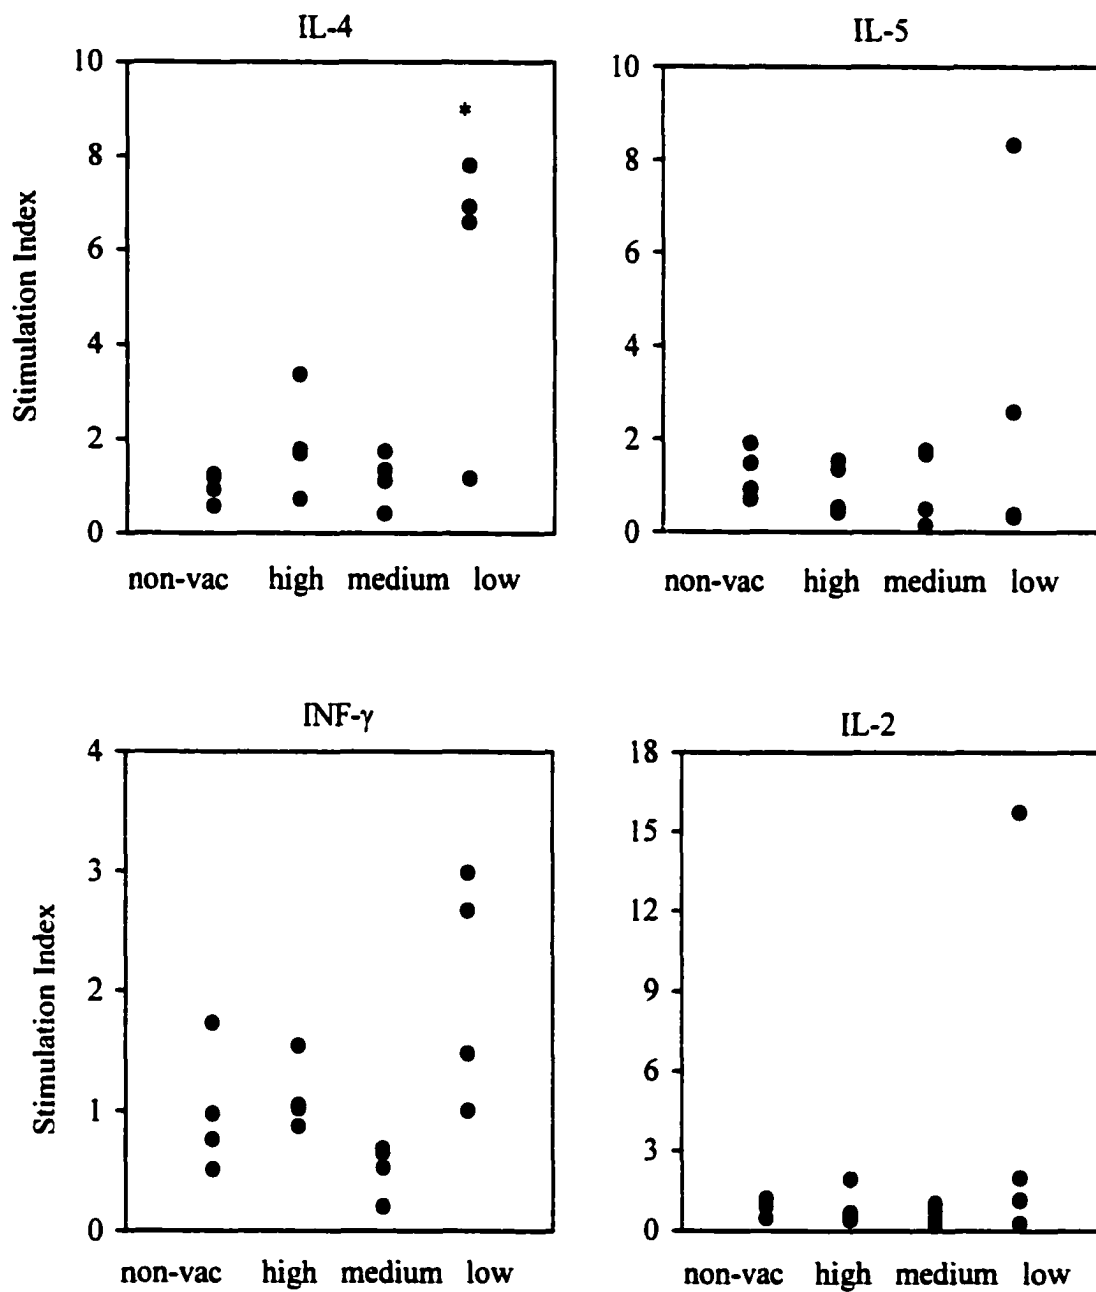 IL-4
10
8
6
4
2
0
Stimulation Index
*
non-vac high medium low
IL-5
10
8
6
4
2
0
non-vac high medium low
INF-γ
4
3
2
1
0
Stimulation Index
non-vac high medium low
IL-2
18
15
12
9
6
3
0
non-vac high medium low